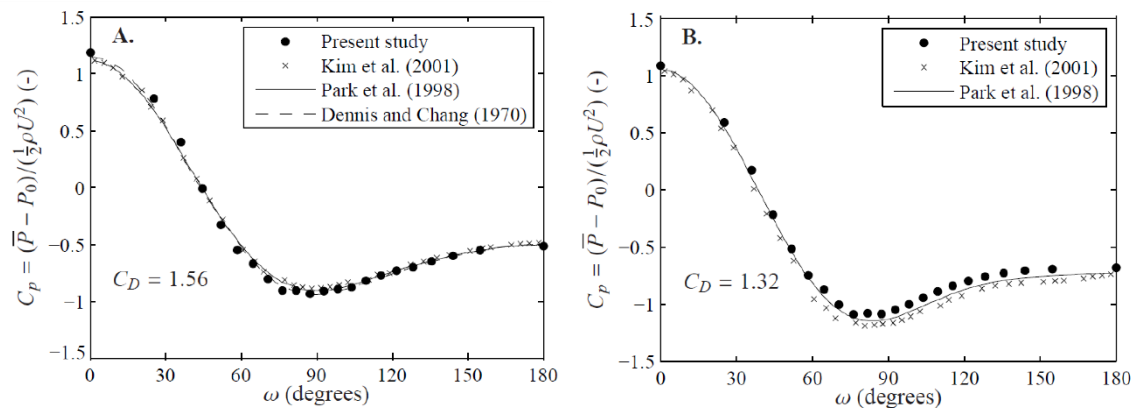 A.
Present study
Kim et al. (2001)
Park et al. (1998)
Dennis and Chang (1970)
C_p = (P̅ − P_0)/(½ρU²) (-)
1.5
1
0.5
0
−0.5
−1
−1.5
C_D = 1.56
0 30 60 90 120 150 180
ω (degrees)
B.
Present study
Kim et al. (2001)
Park et al. (1998)
C_p = (P̅ − P_0)/(½ρU²) (-)
1.5
1
0.5
0
−0.5
−1
−1.5
C_D = 1.32
0 30 60 90 120 150 180
ω (degrees)